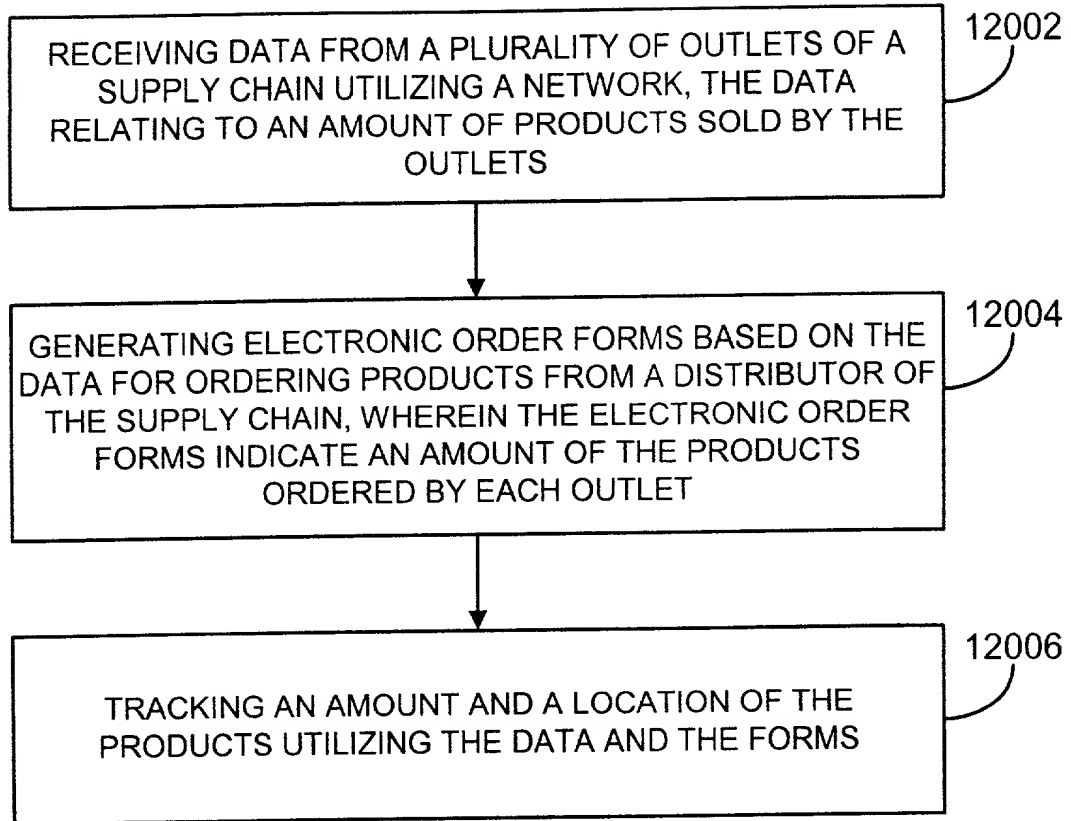 RECEIVING DATA FROM A PLURALITY OF OUTLETS OF A
SUPPLY CHAIN UTILIZING A NETWORK, THE DATA
RELATING TO AN AMOUNT OF PRODUCTS SOLD BY THE
OUTLETS
12002
GENERATING ELECTRONIC ORDER FORMS BASED ON THE
DATA FOR ORDERING PRODUCTS FROM A DISTRIBUTOR OF
THE SUPPLY CHAIN, WHEREIN THE ELECTRONIC ORDER
FORMS INDICATE AN AMOUNT OF THE PRODUCTS
ORDERED BY EACH OUTLET
12004
TRACKING AN AMOUNT AND A LOCATION OF THE
PRODUCTS UTILIZING THE DATA AND THE FORMS
12006